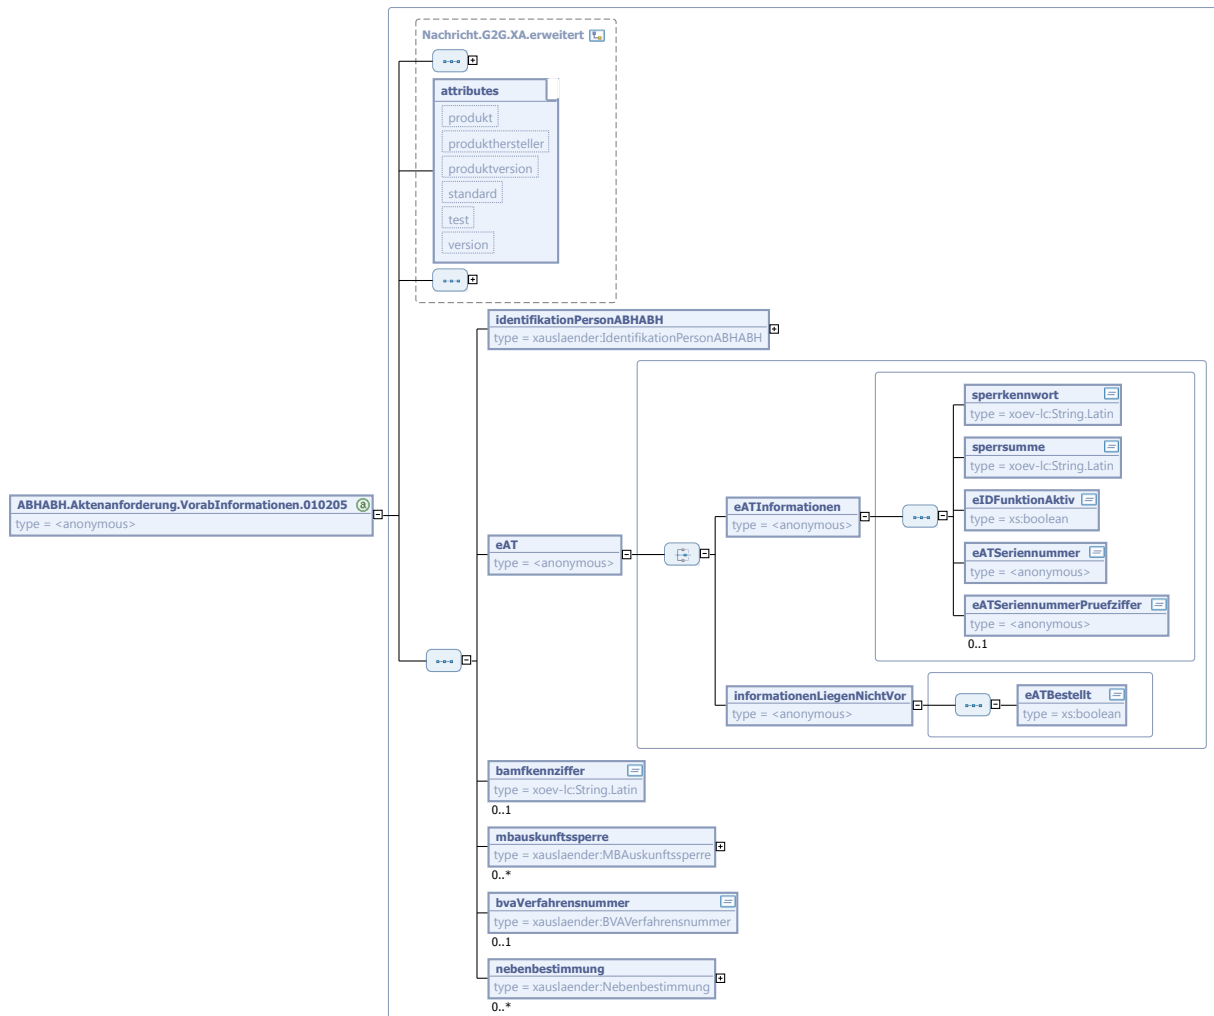 Nachricht.G2G.XA.erweitert
attributes
produkt
produkthersteller
produktversion
standard
test
version
identifikationPersonABHABH
type = xauslaender:IdentifikationPersonABHABH
sperrkennwort
type = xoev-lc:String.Latin
sperrsumme
type = xoev-lc:String.Latin
ABHABH.Aktenanforderung.VorabInformationen.010205 a
type = <anonymous>
eIDFunktionAktiv
type = xs:boolean
eATInformationen
type = <anonymous>
eAT
type = <anonymous>
eATSeriennummer
type = <anonymous>
eATSeriennummerPruefziffer
type = <anonymous>
0..1
informationenLiegenNichtVor
type = <anonymous>
eATBestellt
type = xs:boolean
bamfkennziffer
type = xoev-lc:String.Latin
0..1
mbauskunftssperre
type = xauslaender:MBAuskunftssperre
0..*
bvaVerfahrensnummer
type = xauslaender:BVAVerfahrensnummer
0..1
nebenbestimmung
type = xauslaender:Nebenbestimmung
0..*